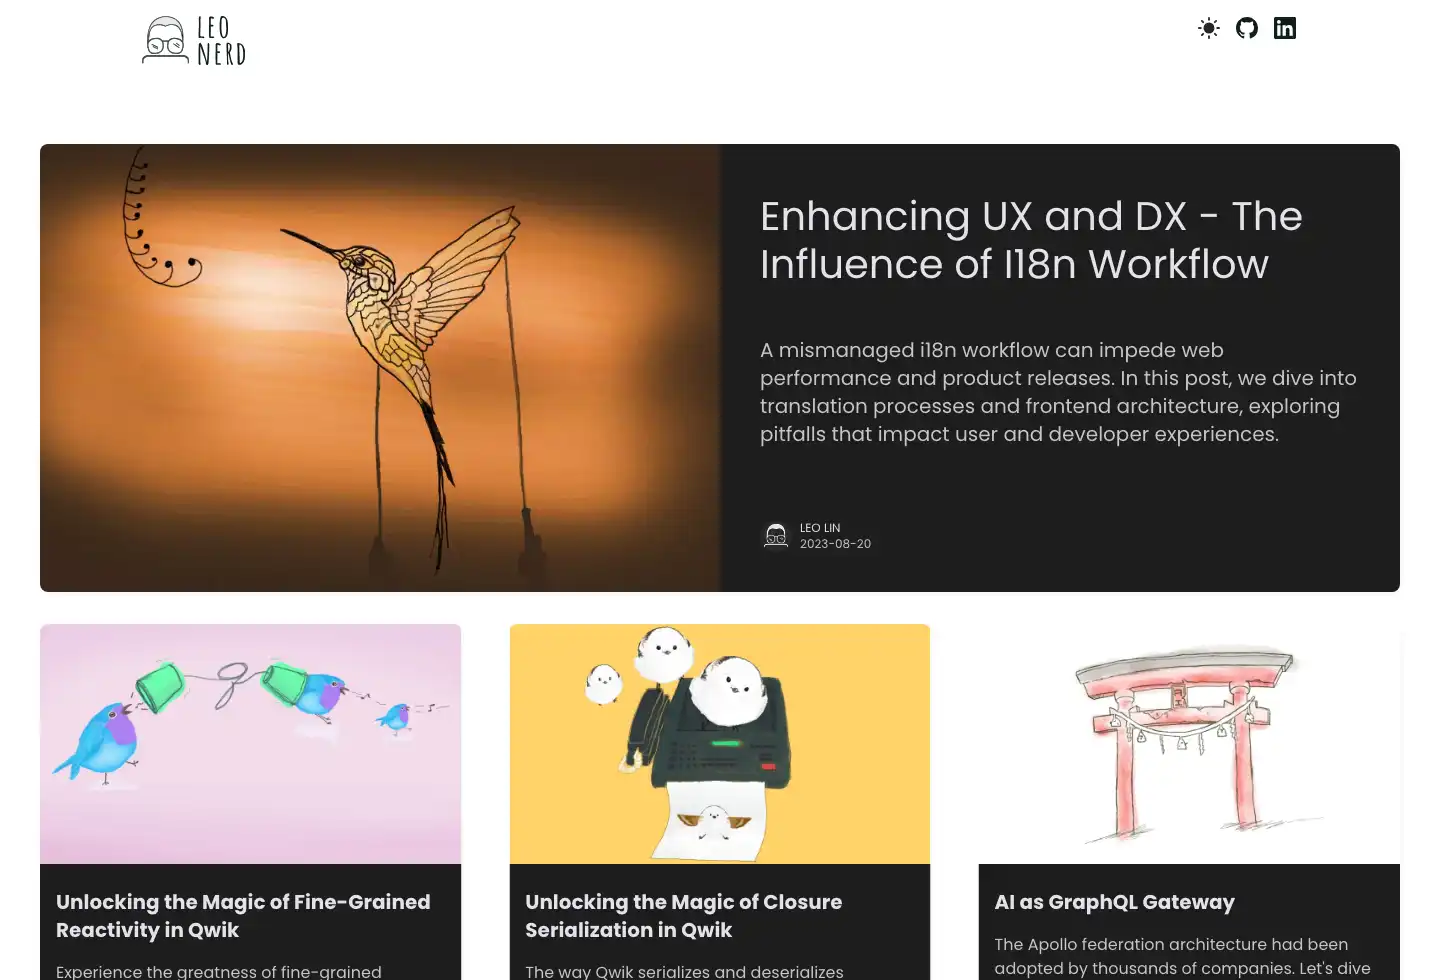 LEO
NERD
Enhancing UX and DX - The
Influence of I18n Workflow
A mismanaged i18n workflow can impede web
performance and product releases. In this post, we dive into
translation processes and frontend architecture, exploring
pitfalls that impact user and developer experiences.
LEO LIN
2023-08-20
Unlocking the Magic of Fine-Grained
Reactivity in Qwik
Experience the greatness of fine-grained
Unlocking the Magic of Closure
Serialization in Qwik
The way Qwik serializes and deserializes
AI as GraphQL Gateway
The Apollo federation architecture had been
adopted by thousands of companies. Let's dive